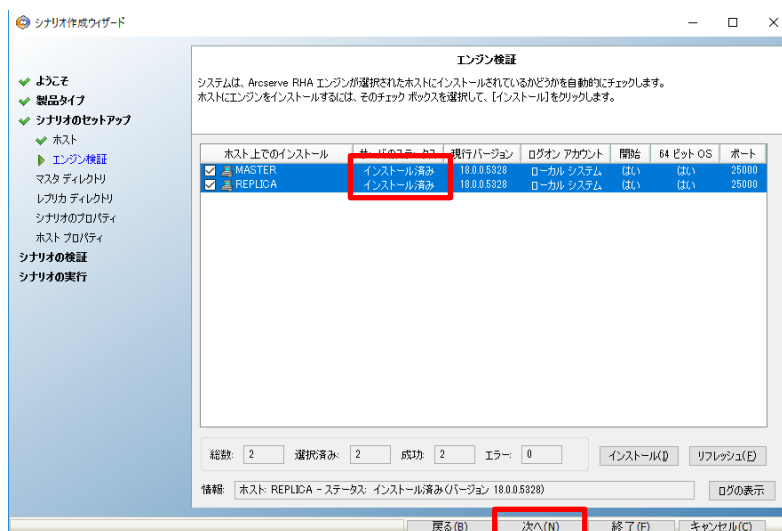 シナリオ作成ウィザード
エンジン検証
システムは、Arcserve RHA エンジンが選択されたホストにインストールされているかどうかを自動的にチェックします。
ホストにエンジンをインストールするには、そのチェック ボックスを選択して、[インストール]をクリックします。
ようこそ
製品タイプ
シナリオのセットアップ
ホスト
エンジン検証
マスタ ディレクトリ
レプリカ ディレクトリ
シナリオのプロパティ
ホスト プロパティ
シナリオの検証
シナリオの実行
ホスト上でのインストール サーバのステータス 現行バージョン ログオン アカウント 開始 64 ビット OS ポート
MASTER インストール済み 18.0.0.5328 ローカル システム はい はい 25000
REPLICA インストール済み 18.0.0.5328 ローカル システム はい はい 25000
総数: 2 選択済み: 2 成功: 2 エラー: 0 インストール(I) リフレッシュ(E)
情報: ホスト: REPLICA - ステータス: インストール済み (バージョン 18.0.0.5328) ログの表示
戻る(B) 次へ(N) 終了(F) キャンセル(C)